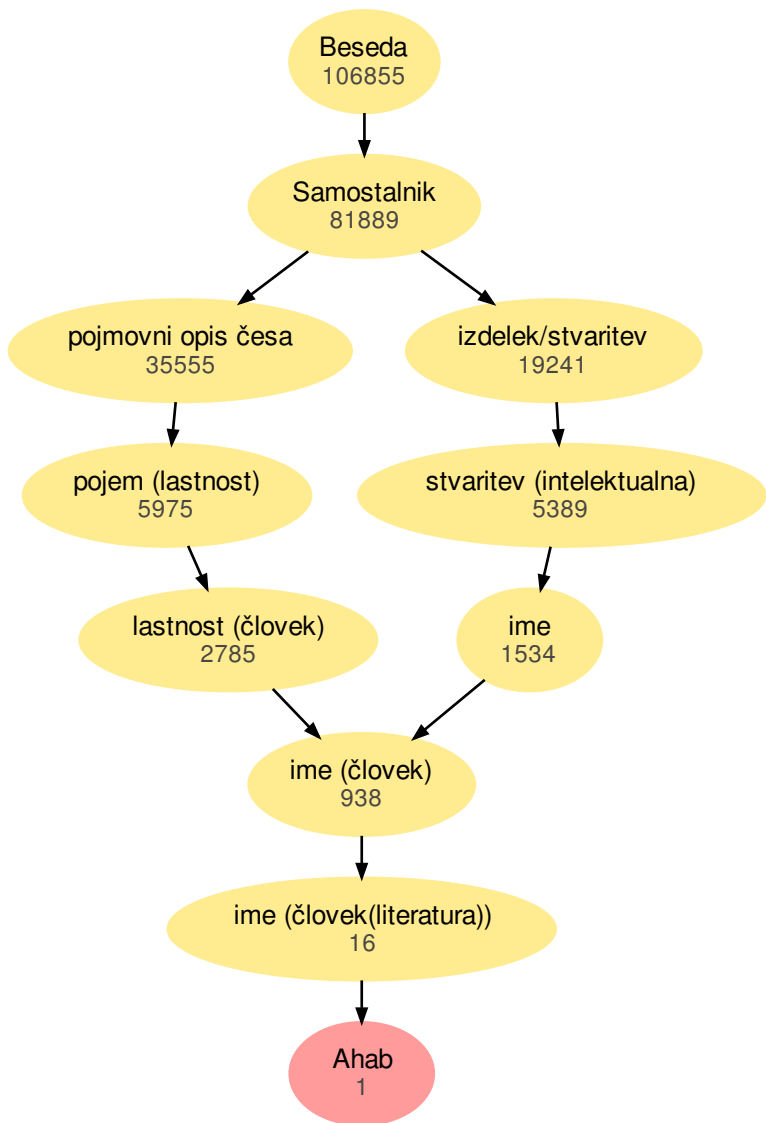 Beseda
106855
Samostalnik
81889
pojmovni opis česa
35555
izdelek/stvaritev
19241
pojem (lastnost)
5975
stvaritev (intelektualna)
5389
lastnost (človek)
2785
ime
1534
ime (človek)
938
ime (človek(literatura))
16
Ahab
1